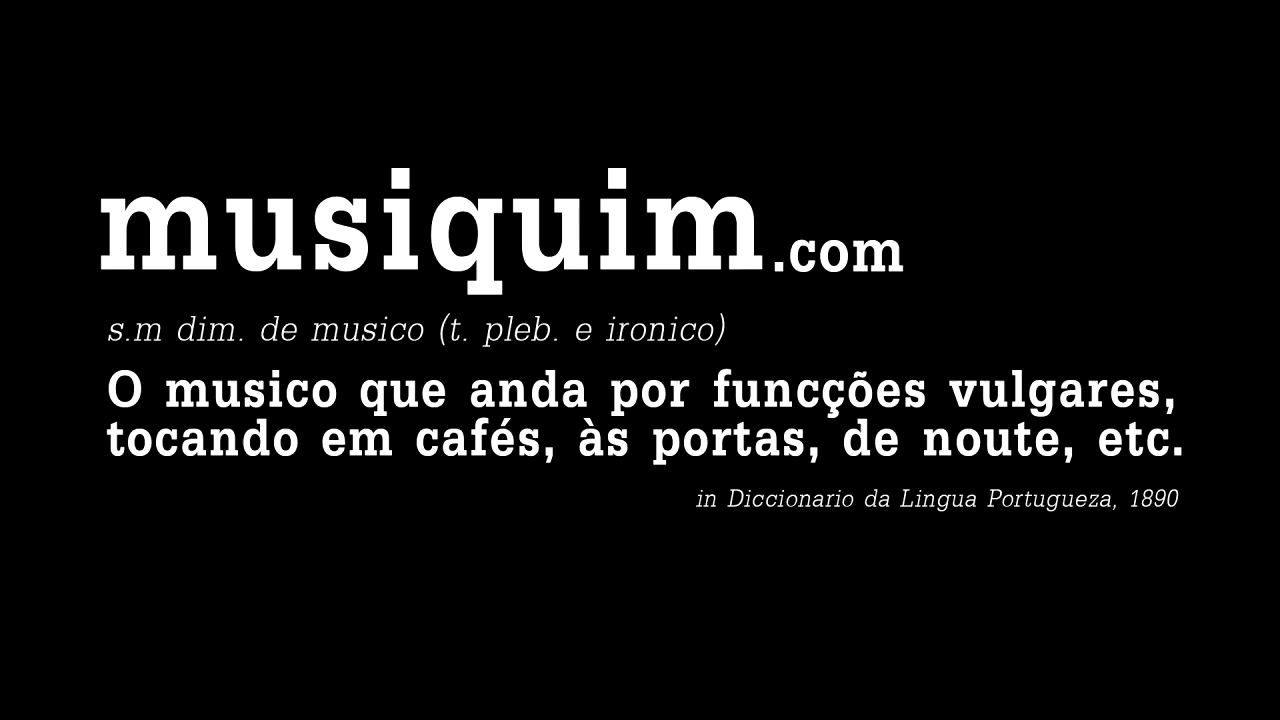 musiquim.com
s.m dim. de musico (t. pleb. e ironico)
O musico que anda por funcções vulgares,
tocando em cafés, às portas, de noute, etc.
in Diccionario da Lingua Portugueza, 1890